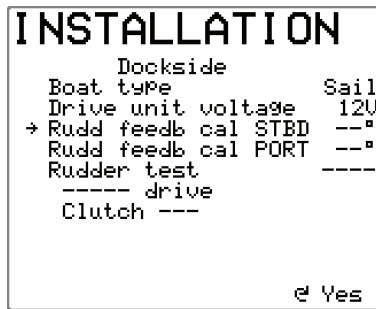 INSTALLATION
Dockside
Boat type Sail
Drive unit voltage 12V
→ Rudd feedb cal STBD --°
Rudd feedb cal PORT --°
Rudder test ----
----- drive
Clutch ---
Yes